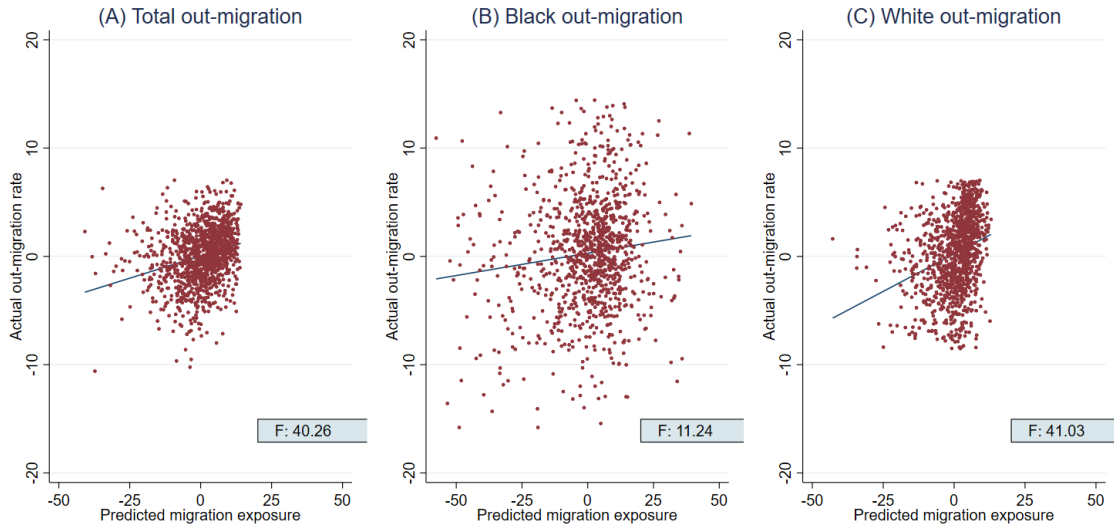 (A) Total out-migration
Actual out-migration rate
20
10
0
-10
-20
F: 40.26
-50
-25
0
25
50
Predicted migration exposure
(B) Black out-migration
Actual out-migration rate
20
10
0
-10
-20
F: 11.24
-50
-25
0
25
50
Predicted migration exposure
(C) White out-migration
Actual out-migration rate
20
10
0
-10
-20
F: 41.03
-50
-25
0
25
50
Predicted migration exposure